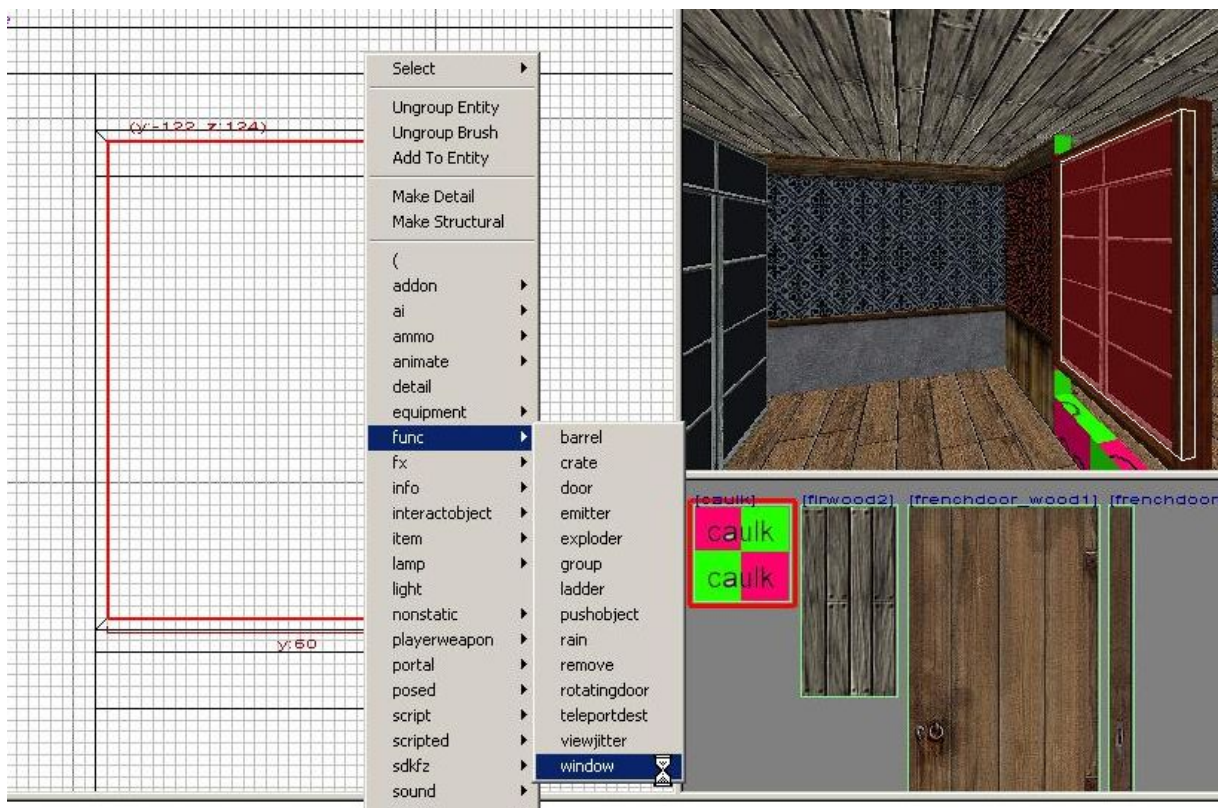 (y:-122 z:124)
y:60
Select
Ungroup Entity
Ungroup Brush
Add To Entity
Make Detail
Make Structural
(
addon
ai
ammo
animate
detail
equipment
func
fx
info
interactobject
item
lamp
light
nonstatic
playerweapon
portal
posed
script
scripted
sdkfz
sound
barrel
crate
door
emitter
exploder
group
ladder
pushobject
rain
remove
rotatingdoor
teleportdest
viewjitter
window
[caulk] [flrwood2] [frenchdoor_wood1] [frenchdoor
caulk
caulk